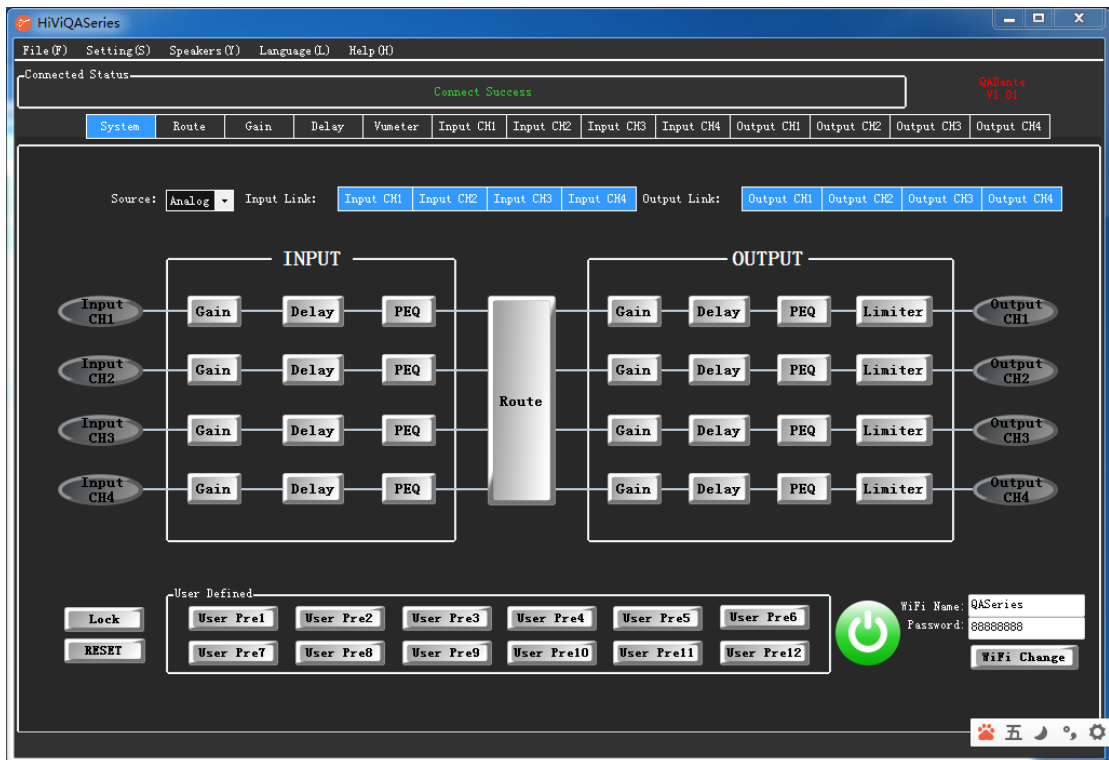 HiViQASeries
File(F) Setting(S) Speakers(Y) Language(L) Help(H)
Connected Status
Connect Success
QADante
V1.01
System Route Gain Delay Vumeter Input CH1 Input CH2 Input CH3 Input CH4 Output CH1 Output CH2 Output CH3 Output CH4
Source: Analog Input Link: Input CH1 Input CH2 Input CH3 Input CH4 Output Link: Output CH1 Output CH2 Output CH3 Output CH4
INPUT OUTPUT
Input CH1 Gain Delay PEQ Gain Delay PEQ Limiter Output CH1
Input CH2 Gain Delay PEQ Gain Delay PEQ Limiter Output CH2
Route
Input CH3 Gain Delay PEQ Gain Delay PEQ Limiter Output CH3
Input CH4 Gain Delay PEQ Gain Delay PEQ Limiter Output CH4
User Defined
Lock User Pre1 User Pre2 User Pre3 User Pre4 User Pre5 User Pre6
RESET User Pre7 User Pre8 User Pre9 User Pre10 User Pre11 User Pre12
WiFi Name: QASeries
Password: 88888888
WiFi Change
五